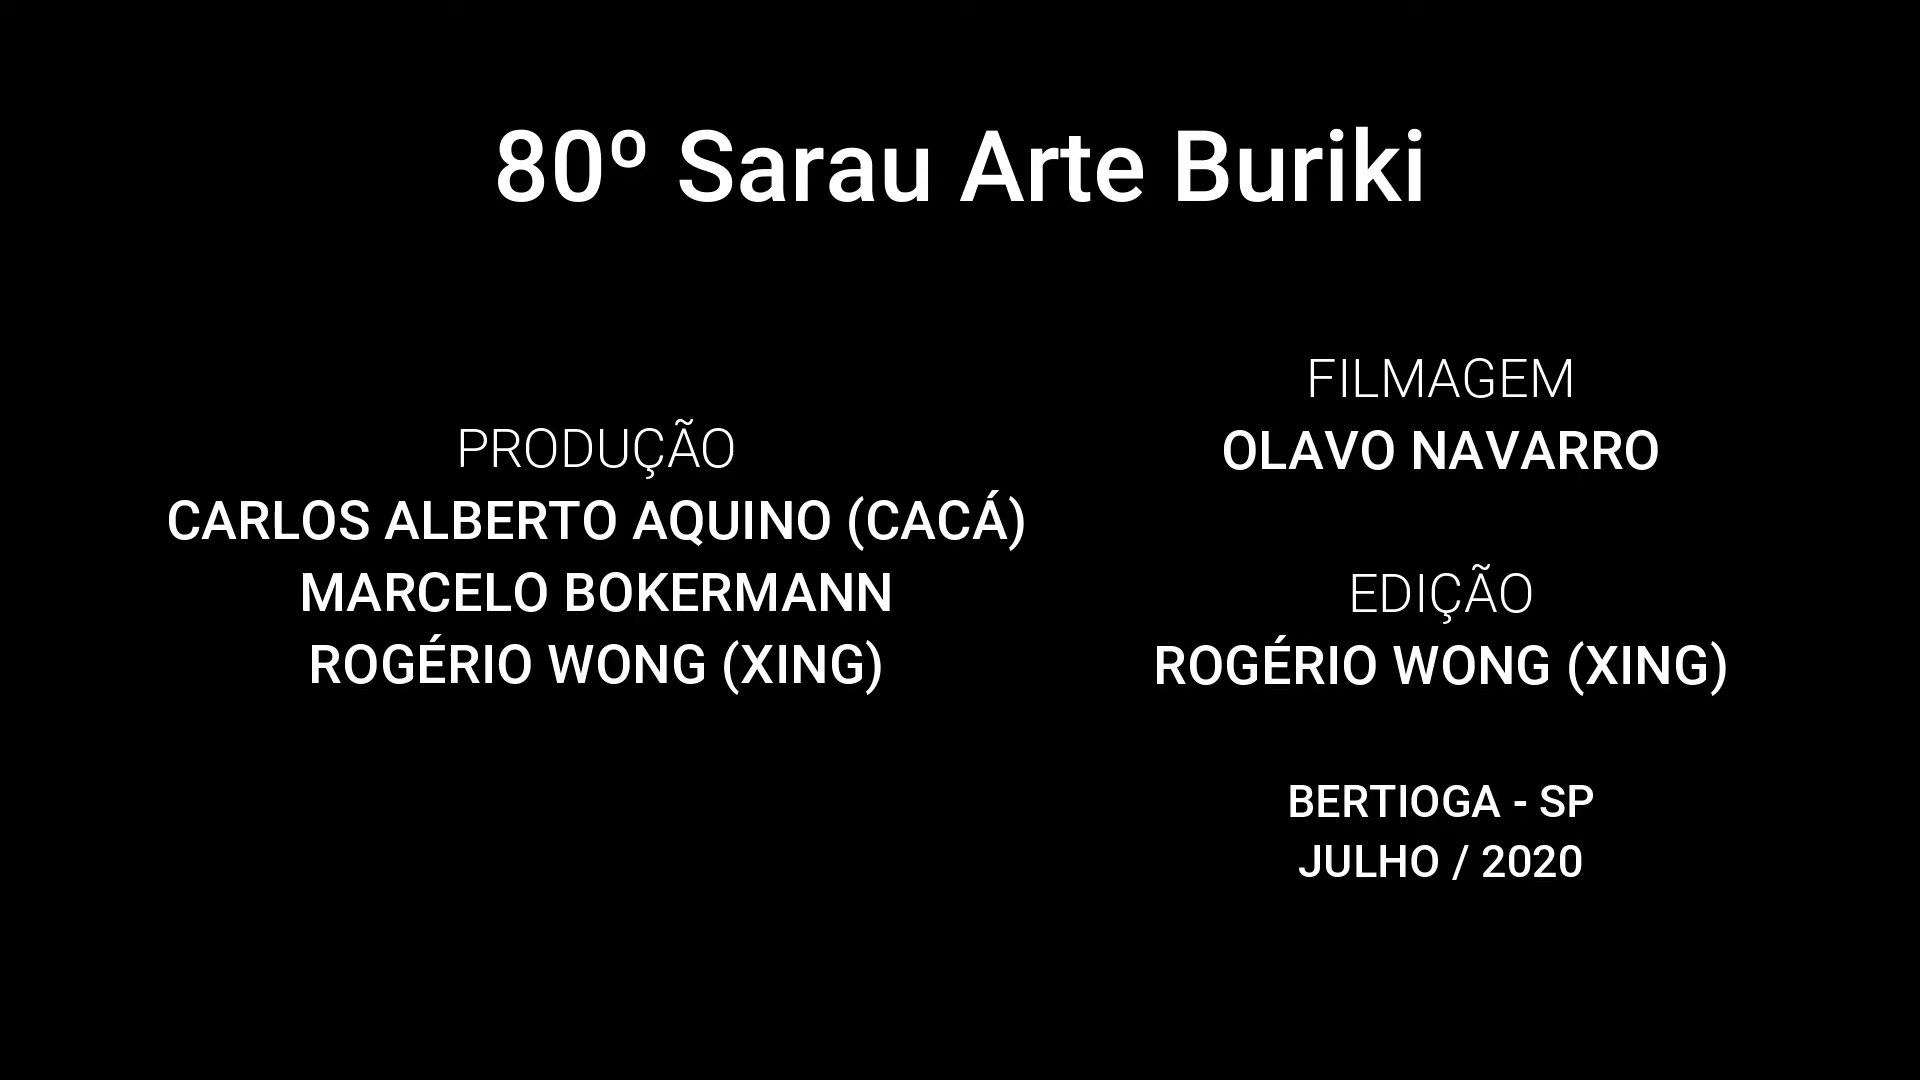 80º Sarau Arte Buriki
PRODUÇÃO
CARLOS ALBERTO AQUINO (CACÁ)
MARCELO BOKERMANN
ROGÉRIO WONG (XING)
FILMAGEM
OLAVO NAVARRO
EDIÇÃO
ROGÉRIO WONG (XING)
BERTIOGA - SP
JULHO / 2020